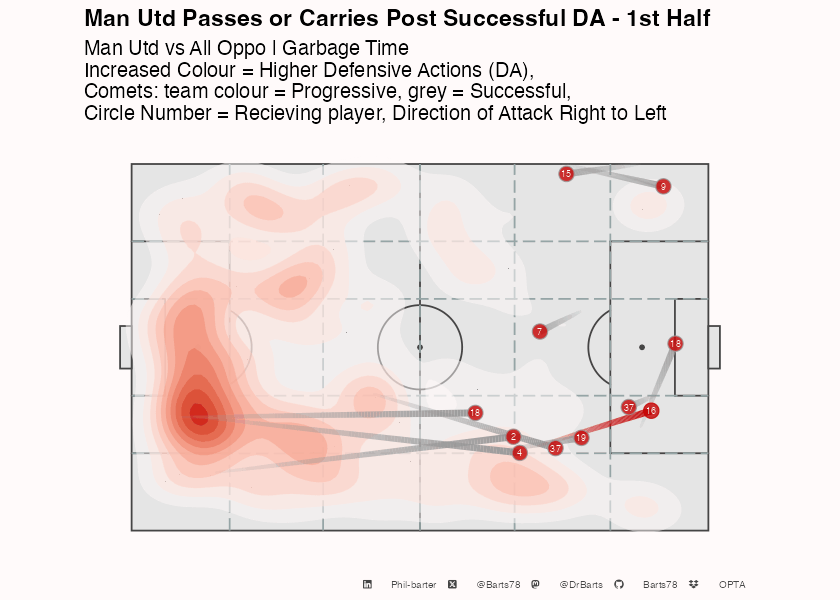 Man Utd Passes or Carries Post Successful DA - 1st Half
Man Utd vs All Oppo | Garbage Time
Increased Colour = Higher Defensive Actions (DA),
Comets: team colour = Progressive, grey = Successful,
Circle Number = Recieving player, Direction of Attack Right to Left
15
9
7
18
37
16
18
2
19
37
4
Phil-barter @Barts78 @DrBarts Barts78 OPTA